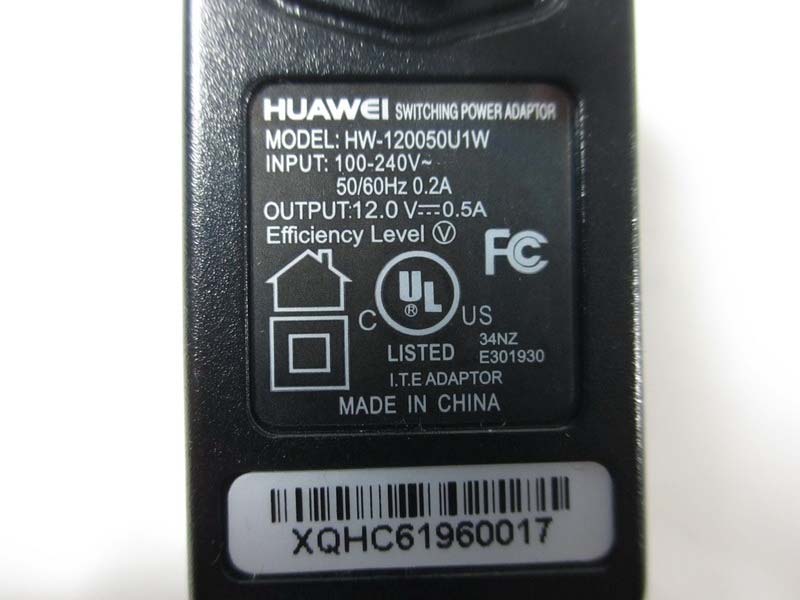 HUAWEI SWITCHING POWER ADAPTOR
MODEL: HW-120050U1W
INPUT: 100-240V~
50/60Hz 0.2A
OUTPUT:12.0 V⎓0.5A
Efficiency Level Ⓥ
FC
UL
®
C US
LISTED
34NZ
E301930
I.T.E ADAPTOR
MADE IN CHINA
XQHC61960017